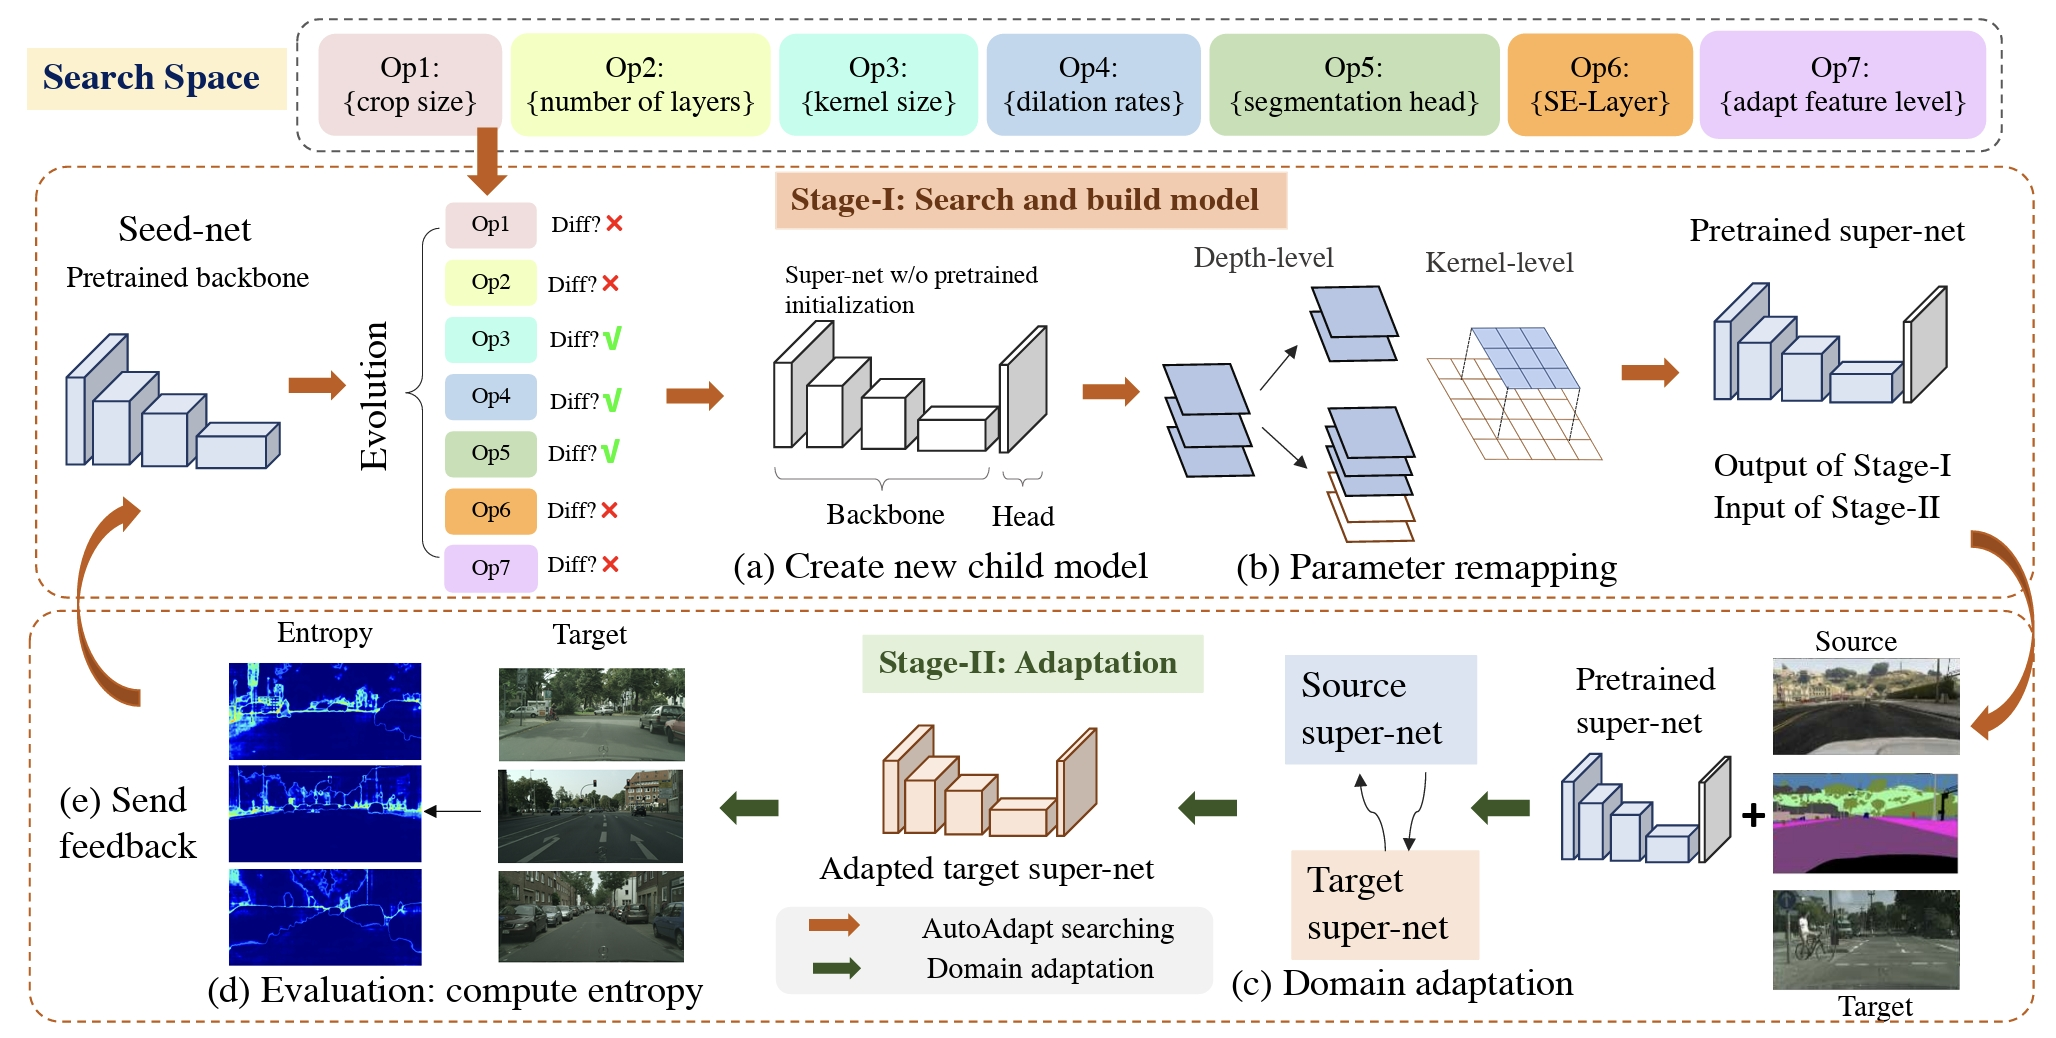 Search Space
Op1:
{crop size}
Op2:
{number of layers}
Op3:
{kernel size}
Op4:
{dilation rates}
Op5:
{segmentation head}
Op6:
{SE-Layer}
Op7:
{adapt feature level}
Stage-I: Search and build model
Seed-net
Pretrained backbone
Evolution
Op1 Diff? ×
Op2 Diff? ×
Op3 Diff? √
Op4 Diff? √
Op5 Diff? √
Op6 Diff? ×
Op7 Diff? ×
Super-net w/o pretrained
initialization
Backbone
Head
(a) Create new child model
Depth-level
Kernel-level
(b) Parameter remapping
Pretrained super-net
Output of Stage-I
Input of Stage-II
Stage-II: Adaptation
Source
Pretrained
super-net
+
Target
Source
super-net
Target
super-net
(c) Domain adaptation
Adapted target super-net
AutoAdapt searching
Domain adaptation
Entropy
Target
(d) Evaluation: compute entropy
(e) Send
feedback